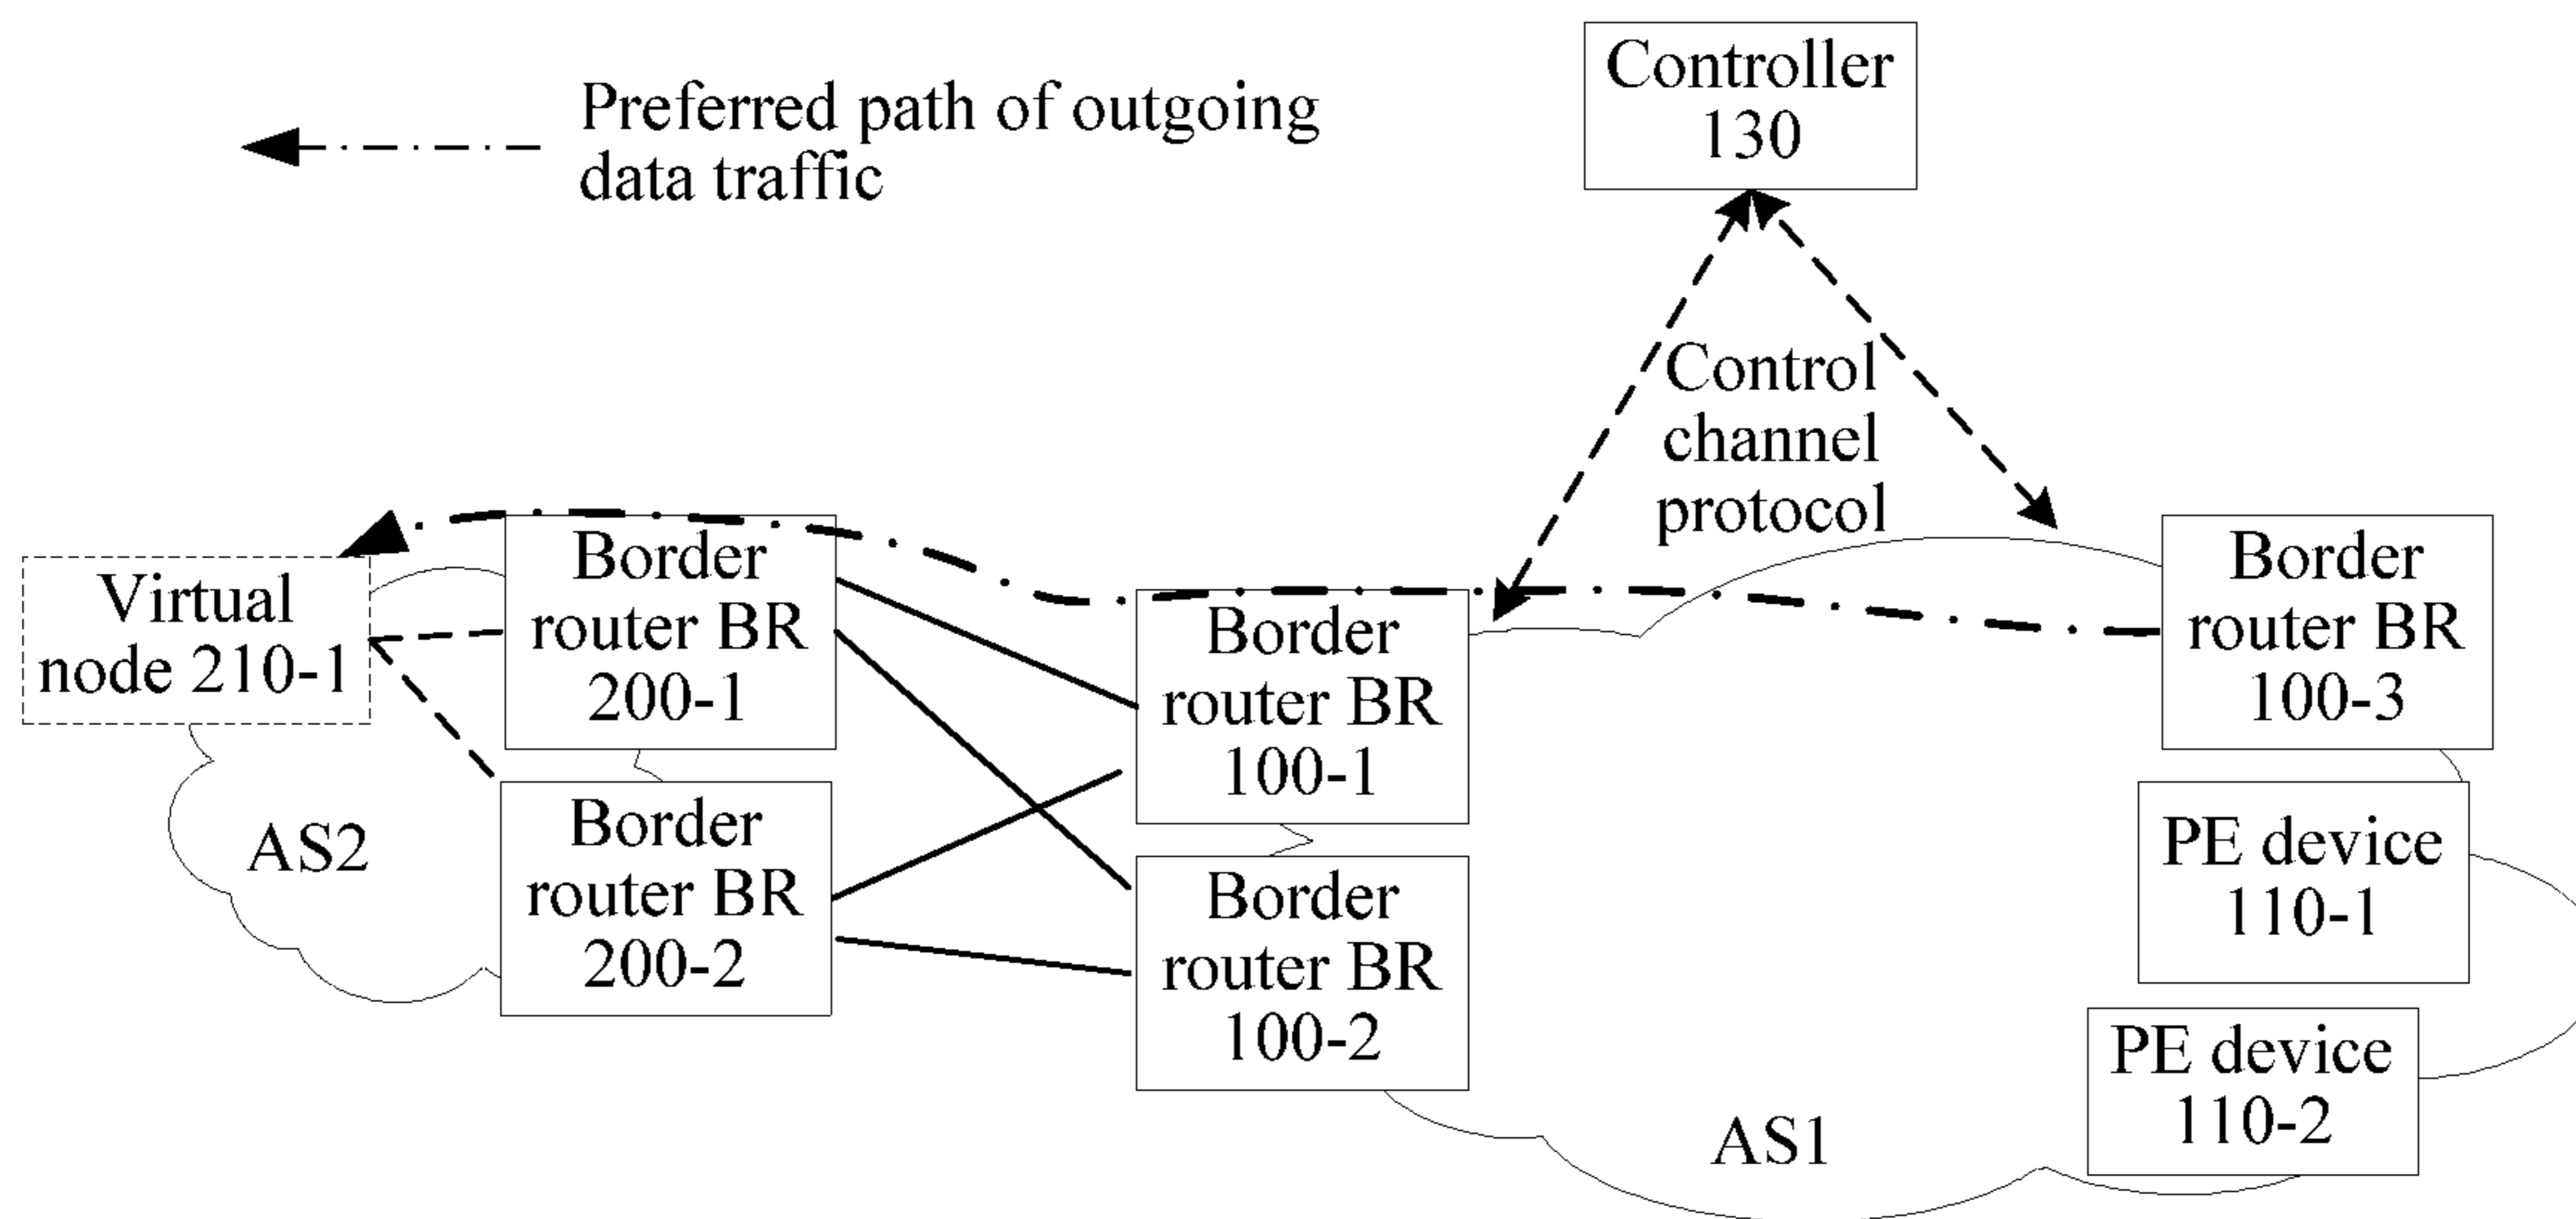 Preferred path of outgoing
data traffic
Controller
130
Control
channel
protocol
Virtual
node 210-1
Border
router BR
200-1
Border
router BR
200-2
AS2
Border
router BR
100-1
Border
router BR
100-2
Border
router BR
100-3
PE device
110-1
PE device
110-2
AS1